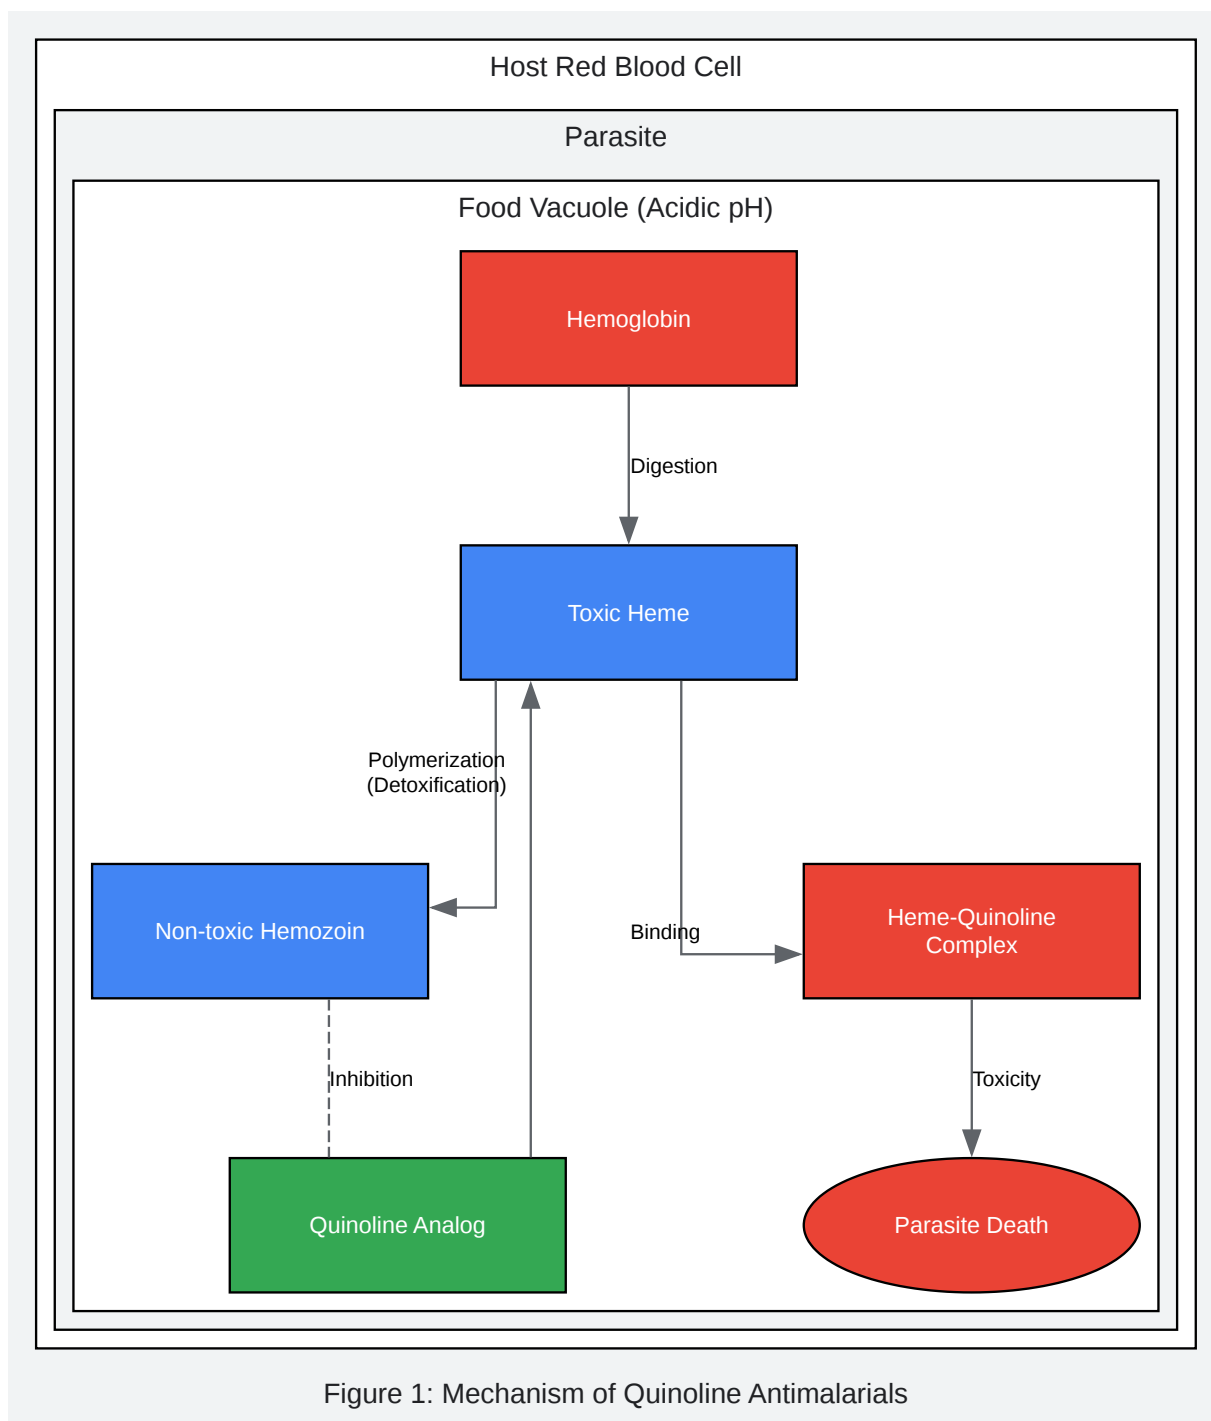 Host Red Blood Cell
Parasite
Food Vacuole (Acidic pH)
Hemoglobin
Digestion
Toxic Heme
Polymerization
(Detoxification)
Non-toxic Hemozoin
Binding
Heme-Quinoline
Complex
Inhibition
Toxicity
Quinoline Analog
Parasite Death
Figure 1: Mechanism of Quinoline Antimalarials